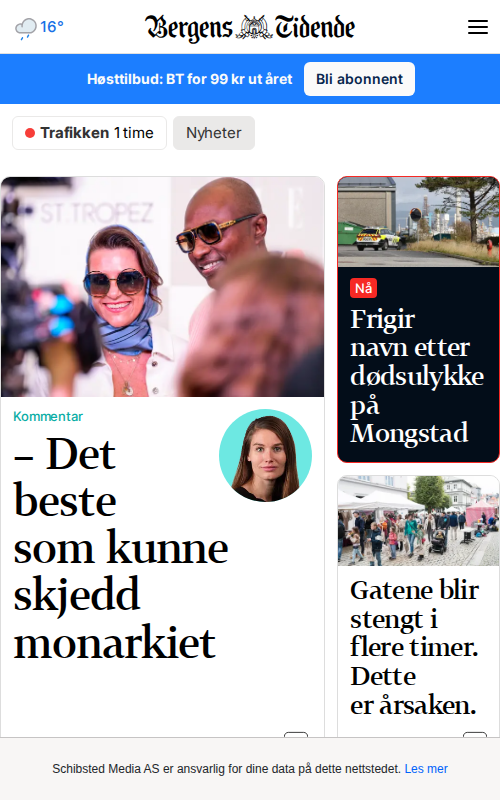 16°
Bergens Tidende
Høsttilbud: BT for 99 kr ut året
Bli abonnent
Trafikken 1 time
Nyheter
ST TROPEZ
Kommentar
– Det
beste
som kunne
skjedd
monarkiet
Nå
Frigir
navn etter
dødsulykke
på
Mongstad
Gatene blir
stengt i
flere timer.
Dette
er årsaken.
Schibsted Media AS er ansvarlig for dine data på dette nettstedet. Les mer